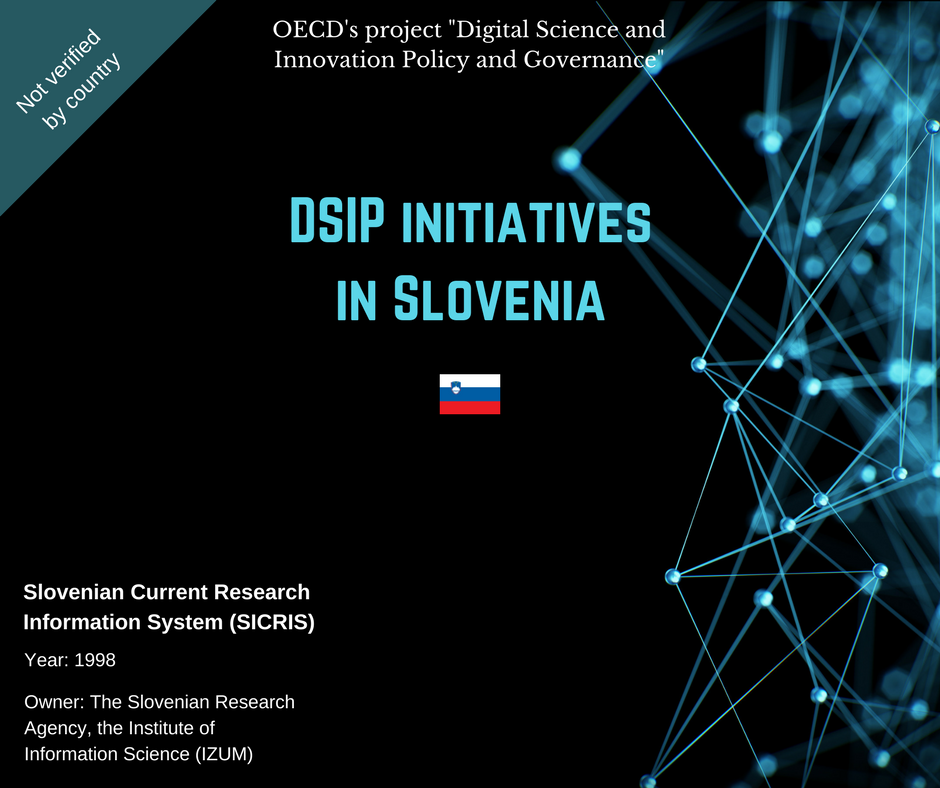 Not verified
by country
OECD's project "Digital Science and
Innovation Policy and Governance"
DSIP INITIATIVES
IN SLOVENIA
Slovenian Current Research
Information System (SICRIS)
Year: 1998
Owner: The Slovenian Research
Agency, the Institute of
Information Science (IZUM)